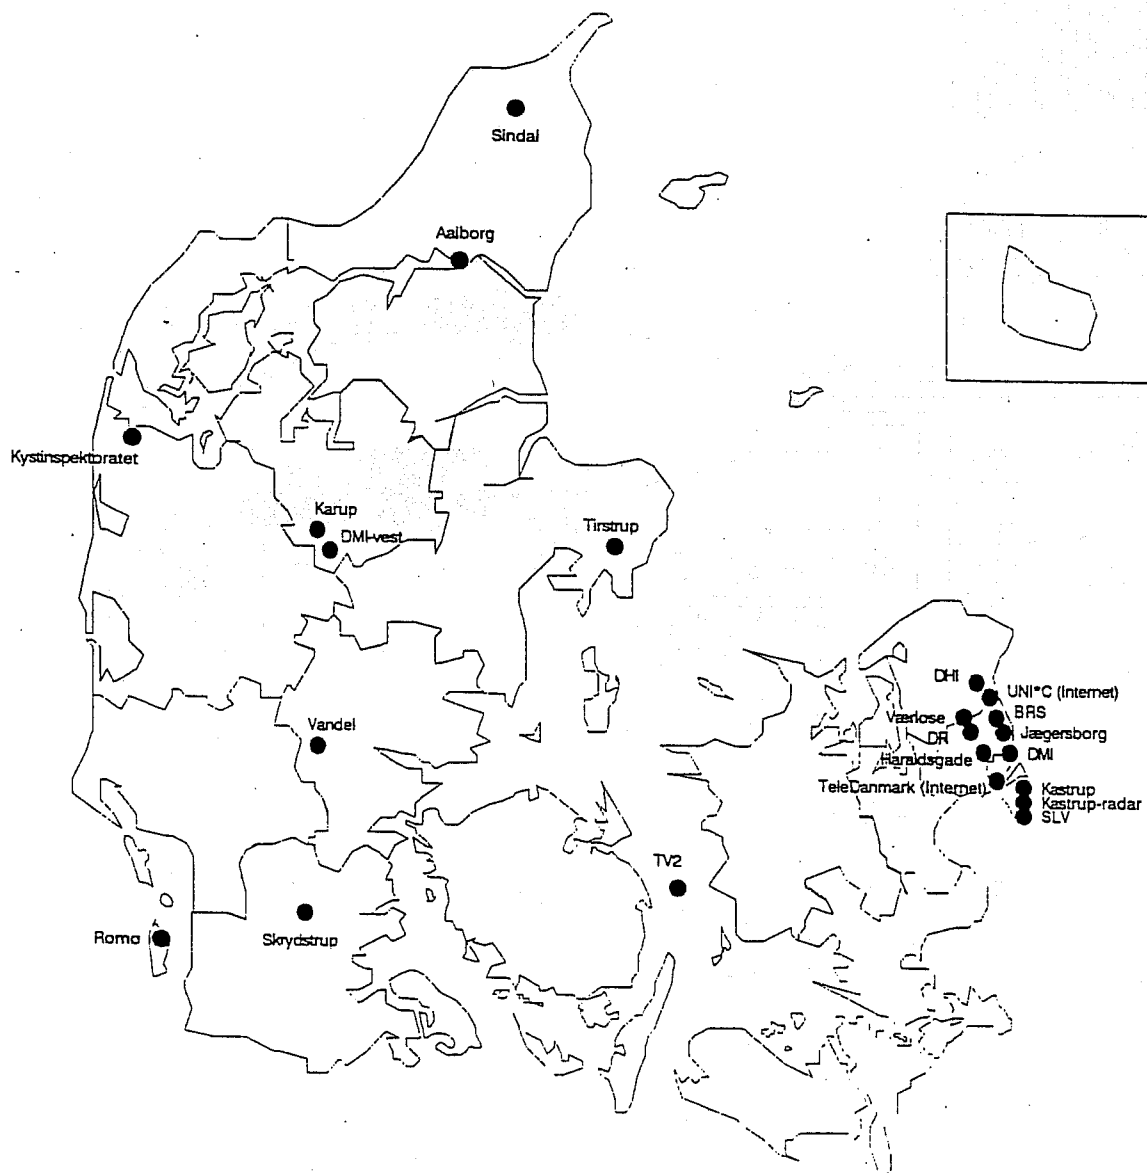 Sindal
Aalborg
Kystinspektoratet
Karup
DMI-vest
Tirstrup
DHI
UNI*C (Internet)
Værløse
BRS
DR
Jægersborg
Haraldsgade
DMI
TeleDanmark (Internet)
Kastrup
Kastrup-radar
SLV
Vandel
TV2
Rømø
Skrydstrup